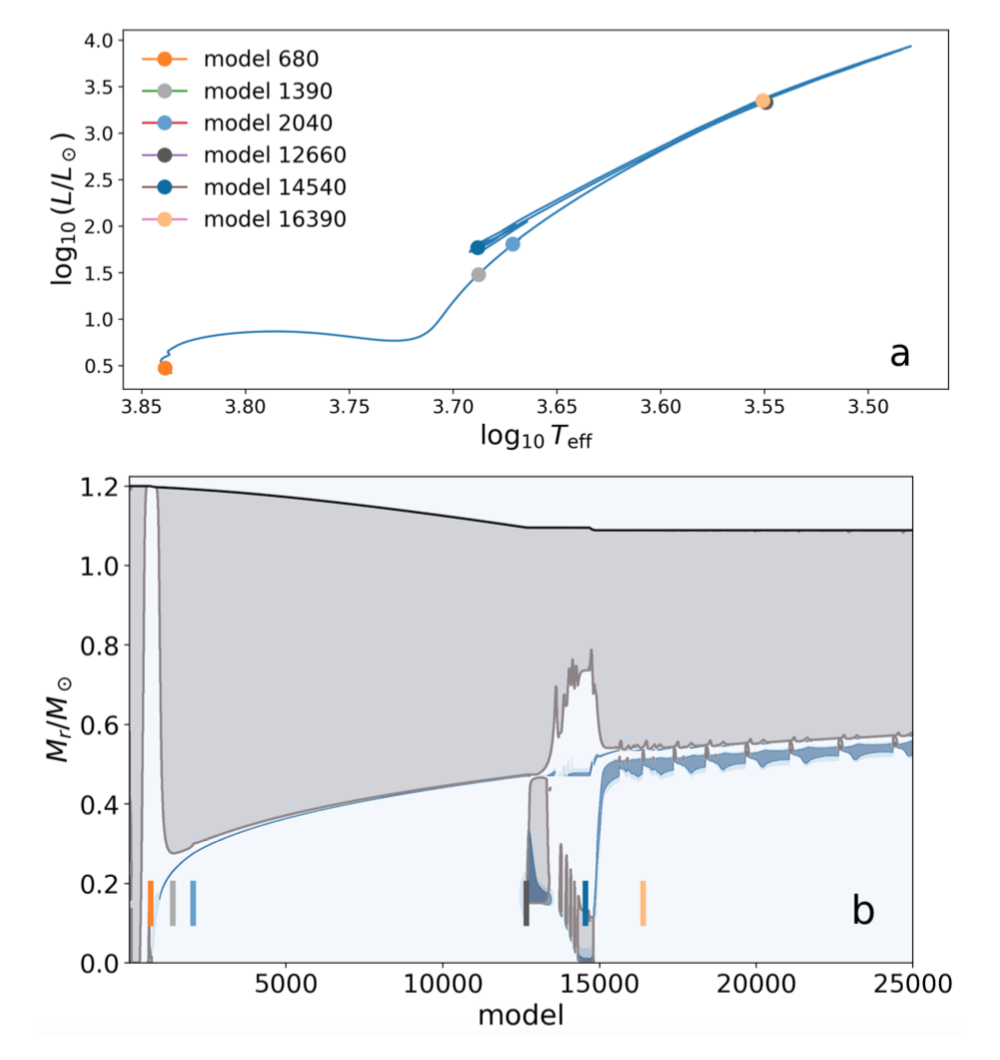 4.0
3.5
3.0
2.5
2.0
1.5
1.0
0.5
log₁₀(L/L⊙)
model 680
model 1390
model 2040
model 12660
model 14540
model 16390
a
3.85 3.80 3.75 3.70 3.65 3.60 3.55 3.50
log₁₀ T_eff
1.2
1.0
0.8
0.6
0.4
0.2
0.0
M_r/M⊙
b
5000 10000 15000 20000 25000
model